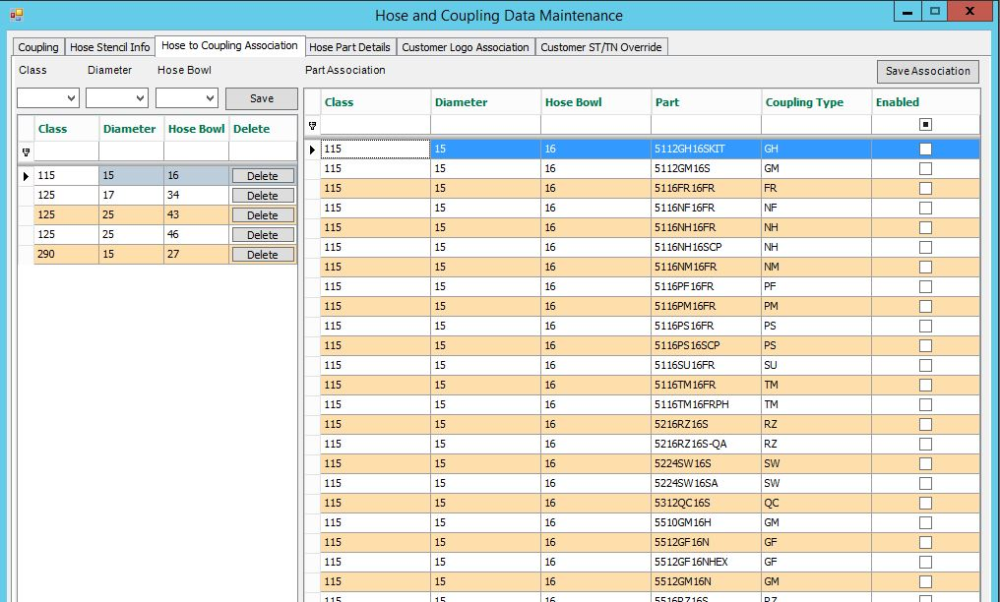 Hose and Coupling Data Maintenance
Coupling Hose Stencil Info Hose to Coupling Association Hose Part Details Customer Logo Association Customer ST/TN Override
Class Diameter Hose Bowl
Save
Class Diameter Hose Bowl Delete
115 15 16 Delete
125 17 34 Delete
125 25 43 Delete
125 25 46 Delete
290 15 27 Delete
Part Association
Save Association
Class Diameter Hose Bowl Part Coupling Type Enabled
115 15 16 5112GH16SKIT GH
115 15 16 5112GM16S GM
115 15 16 5116FR16FR FR
115 15 16 5116NF16FR NF
115 15 16 5116NH16FR NH
115 15 16 5116NH16SCP NH
115 15 16 5116NM16FR NM
115 15 16 5116PF16FR PF
115 15 16 5116PM16FR PM
115 15 16 5116PS16FR PS
115 15 16 5116PS16SCP PS
115 15 16 5116SU16FR SU
115 15 16 5116TM16FR TM
115 15 16 5116TM16FRPH TM
115 15 16 5216RZ16S RZ
115 15 16 5216RZ16S-QA RZ
115 15 16 5224SW16S SW
115 15 16 5224SW16SA SW
115 15 16 5312QC16S QC
115 15 16 5510GM16H GM
115 15 16 5512GF16N GF
115 15 16 5512GF16NHEX GF
115 15 16 5512GM16N GM
115 15 16 5516RZ16S RZ